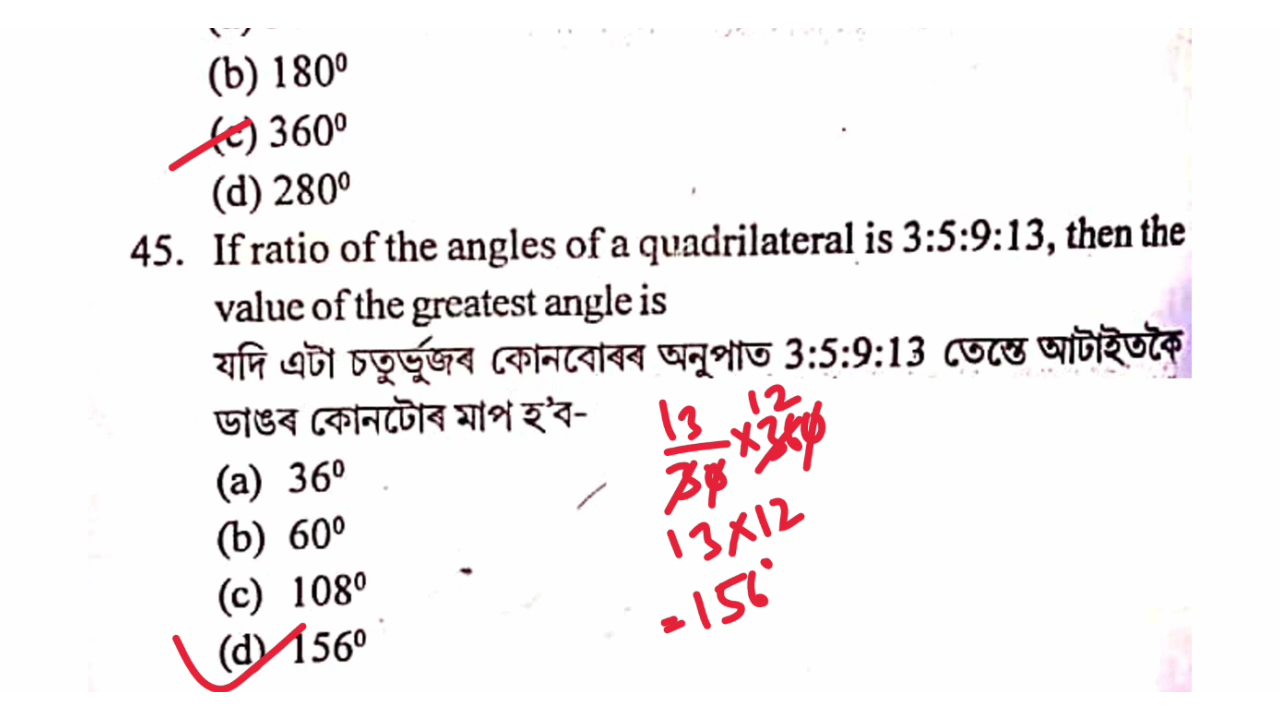 (b) 180⁰
(c) 360⁰
(d) 280⁰
45. If ratio of the angles of a quadrilateral is 3:5:9:13, then the
value of the greatest angle is
যদি এটা চতুৰ্ভূজৰ কোনবোৰৰ অনুপাত 3:5:9:13 তেন্তে আটাইতকৈ
ডাঙৰ কোনটোৰ মাপ হ'ব-
(a) 36⁰
(b) 60⁰
(c) 108⁰
(d) 156⁰
12
13/30 × 360
13×12
=156°